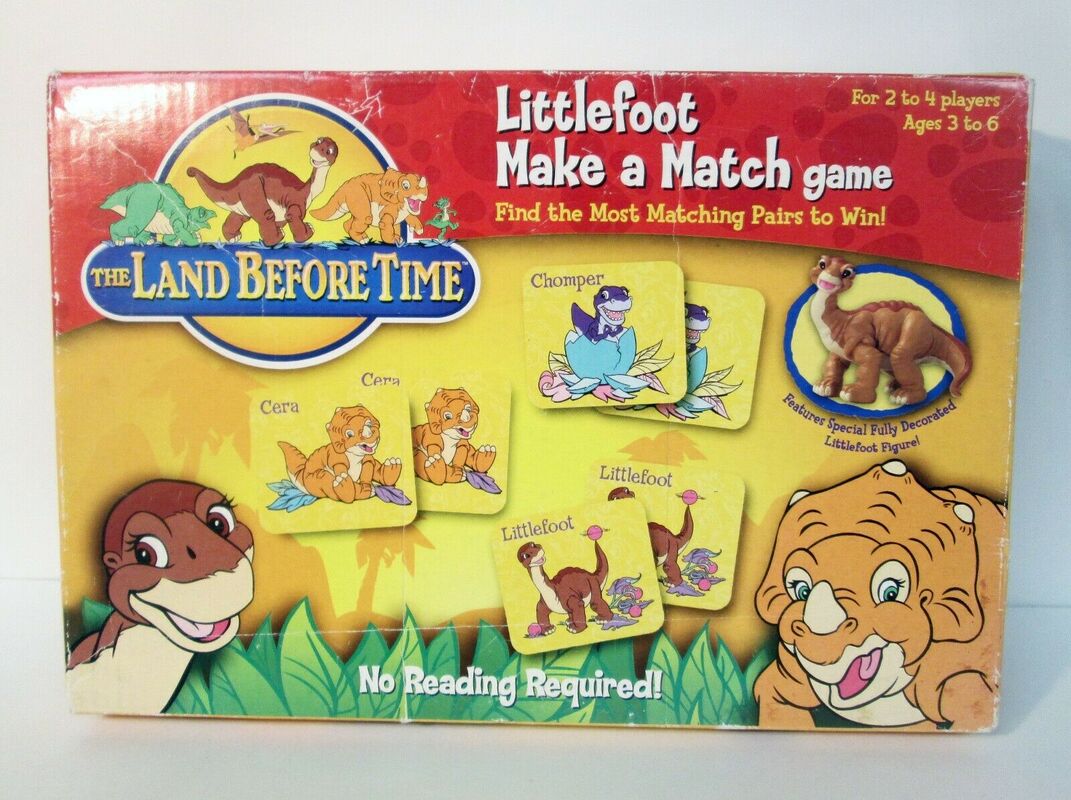 Littlefoot
Make a Match game
Find the Most Matching Pairs to Win!
For 2 to 4 players
Ages 3 to 6
THE LAND BEFORE TIME™
Chomper
Cera
Cera
Features Special Fully Decorated
Littlefoot Figure!
Littlefoot
Littlefoot
No Reading Required!